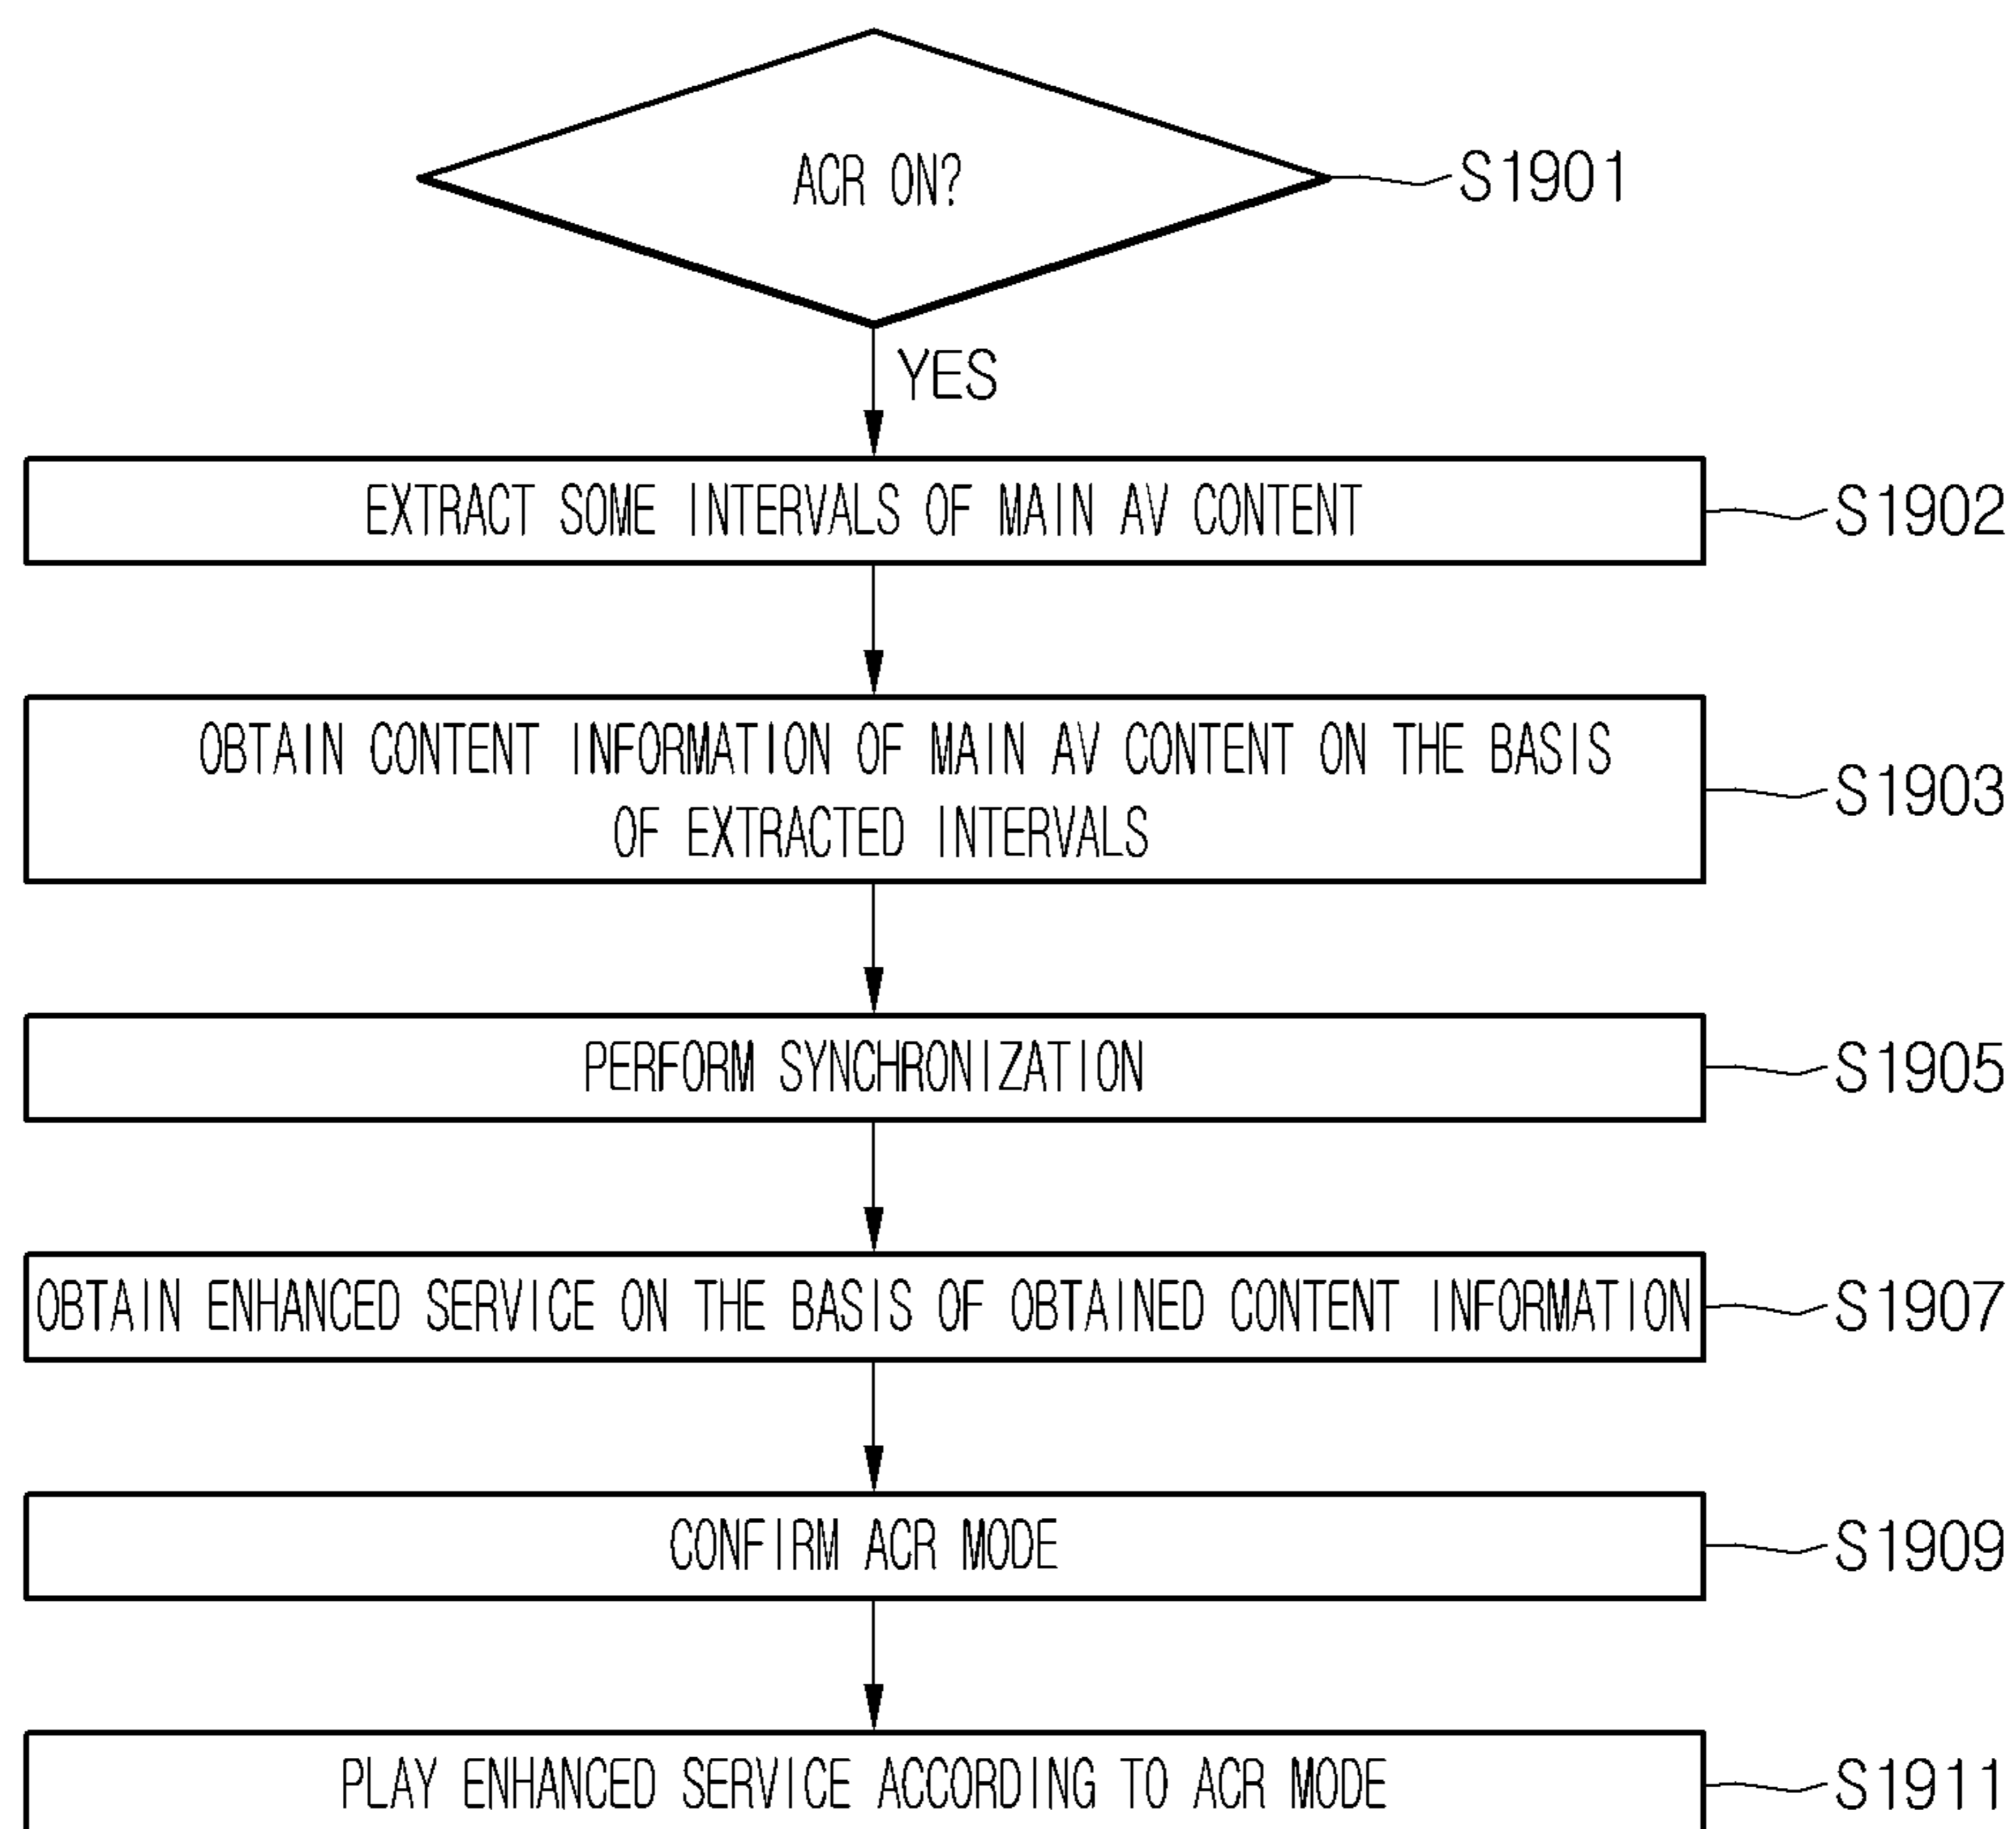 ACR ON?
S1901
YES
EXTRACT SOME INTERVALS OF MAIN AV CONTENT
S1902
OBTAIN CONTENT INFORMATION OF MAIN AV CONTENT ON THE BASIS
OF EXTRACTED INTERVALS
S1903
PERFORM SYNCHRONIZATION
S1905
OBTAIN ENHANCED SERVICE ON THE BASIS OF OBTAINED CONTENT INFORMATION
S1907
CONFIRM ACR MODE
S1909
PLAY ENHANCED SERVICE ACCORDING TO ACR MODE
S1911